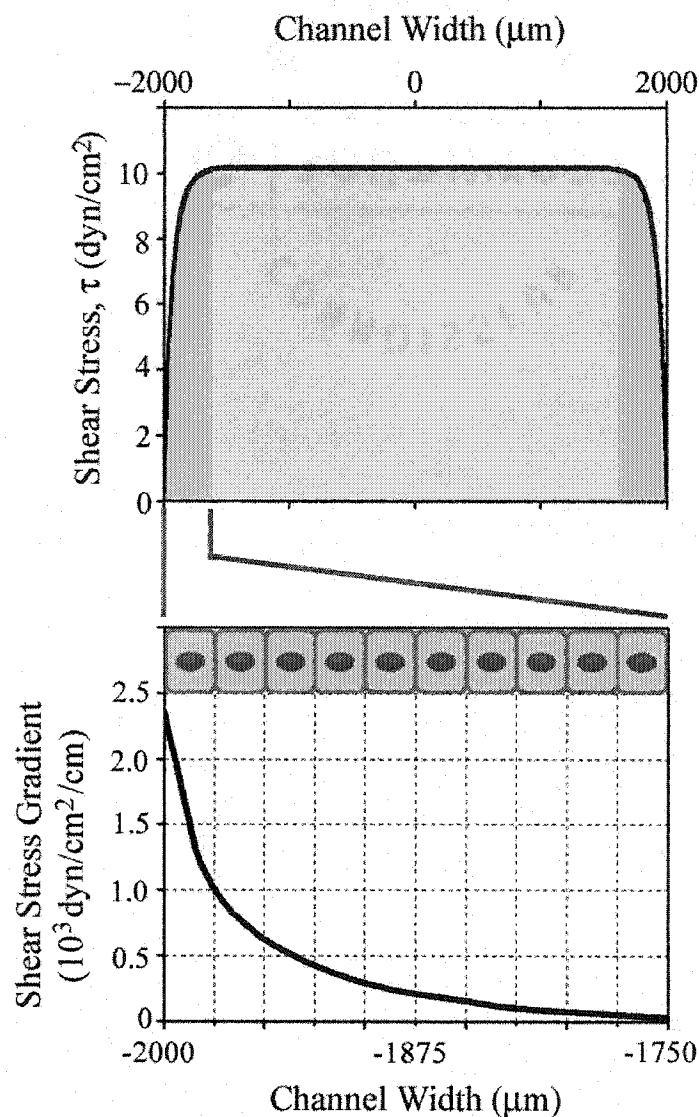 Channel Width (μm)
–2000 0 2000
Shear Stress, τ (dyn/cm²)
10
8
6
4
2
0
Shear Stress Gradient
(10³ dyn/cm²/cm)
2.5
2.0
1.5
1.0
0.5
0
-2000 -1875 -1750
Channel Width (μm)